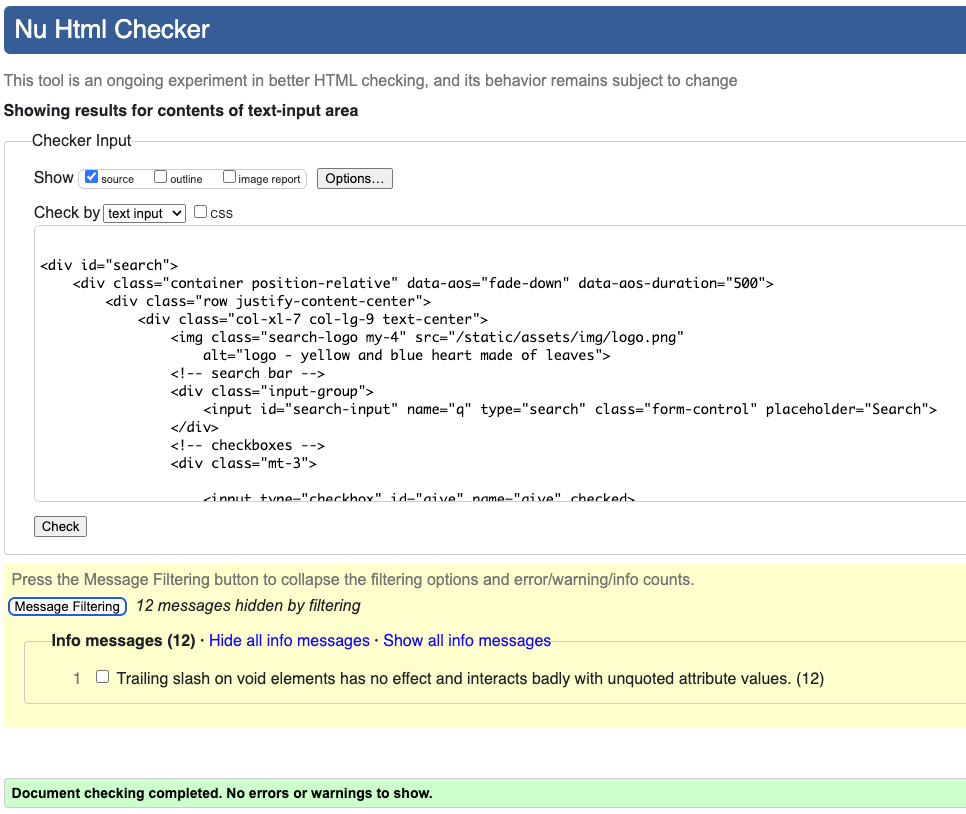 Nu Html Checker
This tool is an ongoing experiment in better HTML checking, and its behavior remains subject to change
Showing results for contents of text-input area
Checker Input
Show source outline image report Options...
Check by text input CSS
<div id="search">
<div class="container position-relative" data-aos="fade-down" data-aos-duration="500">
<div class="row justify-content-center">
<div class="col-xl-7 col-lg-9 text-center">
<img class="search-logo my-4" src="/static/assets/img/logo.png"
alt="logo - yellow and blue heart made of leaves">
<!-- search bar -->
<div class="input-group">
<input id="search-input" name="q" type="search" class="form-control" placeholder="Search">
</div>
<!-- checkboxes -->
<div class="mt-3">
<input type="checkbox" id="give" name="give" checked>
Check
Press the Message Filtering button to collapse the filtering options and error/warning/info counts.
Message Filtering 12 messages hidden by filtering
Info messages (12) · Hide all info messages · Show all info messages
1 Trailing slash on void elements has no effect and interacts badly with unquoted attribute values. (12)
Document checking completed. No errors or warnings to show.